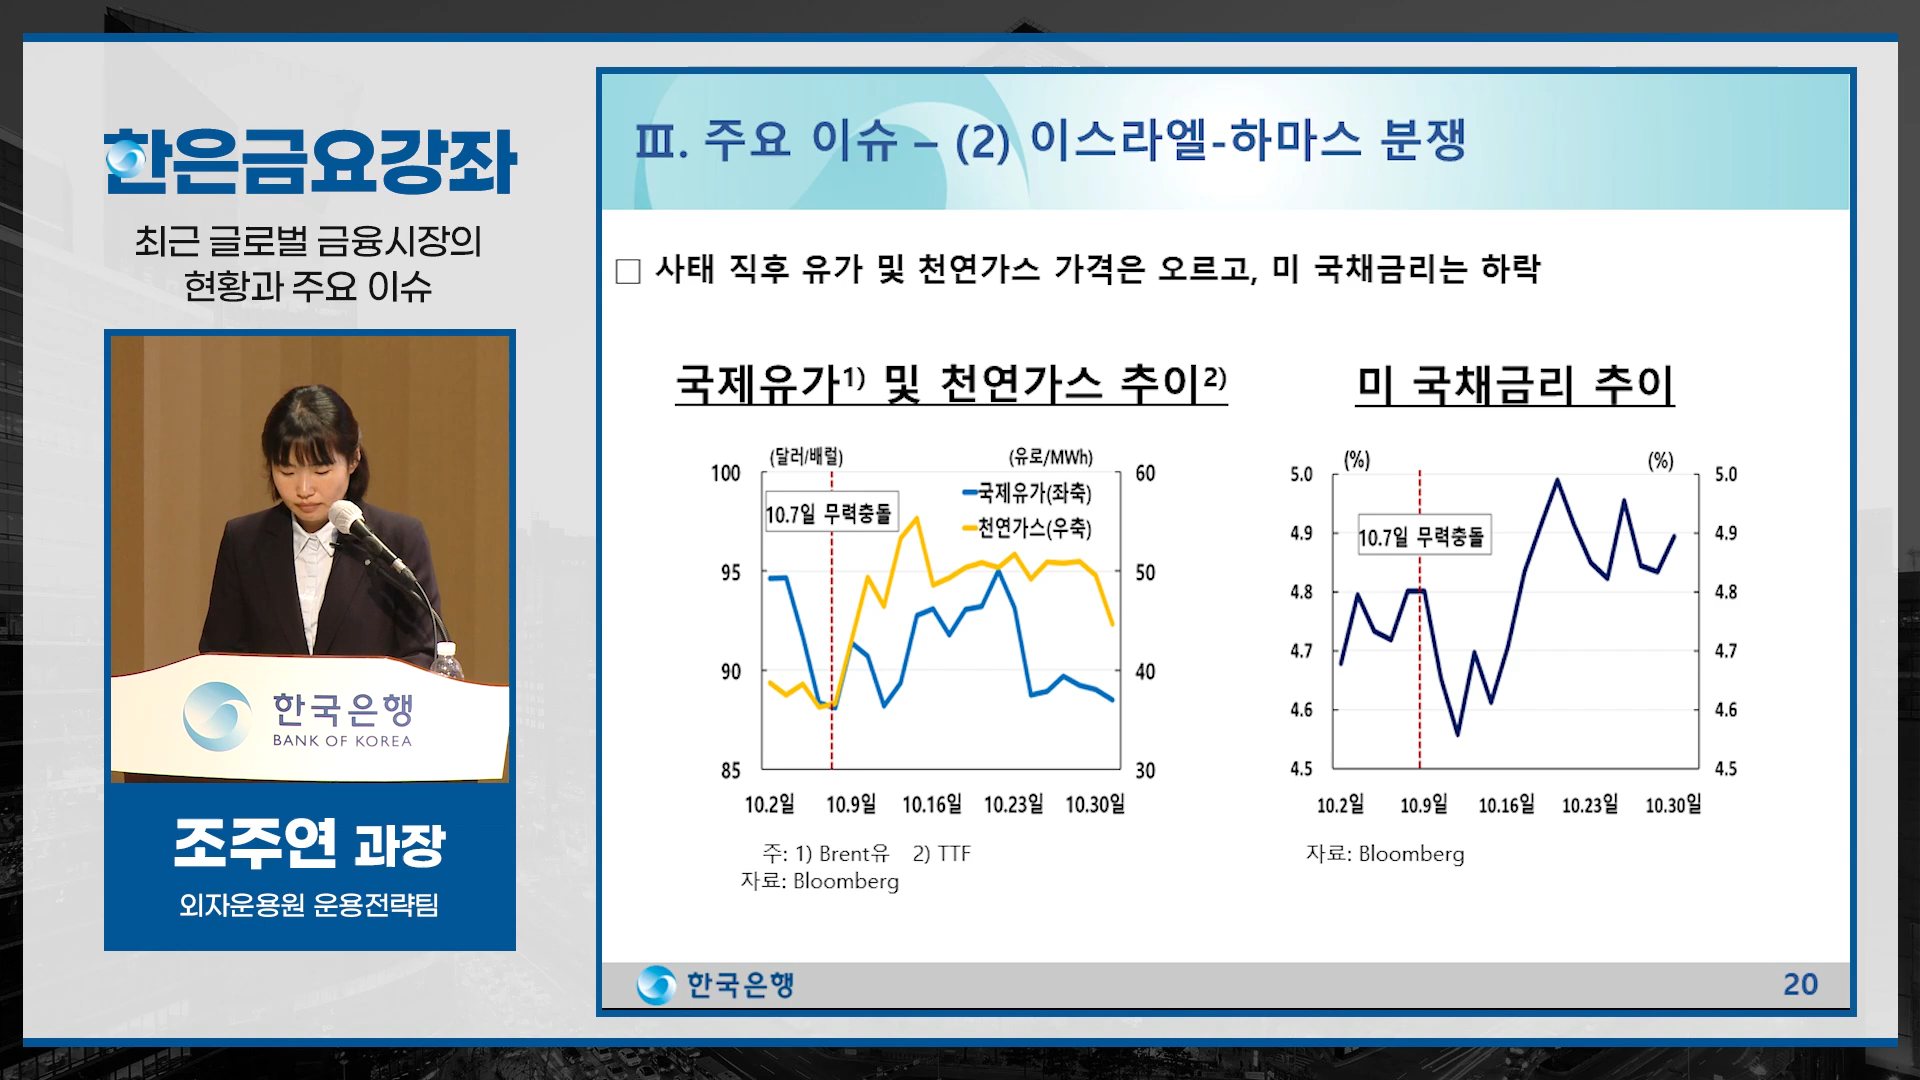 한은금요강좌
최근 글로벌 금융시장의
현황과 주요 이슈
한국은행
BANK OF KOREA
조주연 과장
외자운용원 운용전략팀
Ⅲ. 주요 이슈 – (2) 이스라엘-하마스 분쟁
□ 사태 직후 유가 및 천연가스 가격은 오르고, 미 국채금리는 하락
국제유가1) 및 천연가스 추이2)
(달러/배럴) (유로/MWh)
100 60
10.7일 무력충돌
국제유가(좌축)
천연가스(우축)
95 50
90 40
85 30
10.2일 10.9일 10.16일 10.23일 10.30일
주: 1) Brent유 2) TTF
자료: Bloomberg
미 국채금리 추이
(%) (%)
5.0 5.0
10.7일 무력충돌
4.9 4.9
4.8 4.8
4.7 4.7
4.6 4.6
4.5 4.5
10.2일 10.9일 10.16일 10.23일 10.30일
자료: Bloomberg
한국은행
20